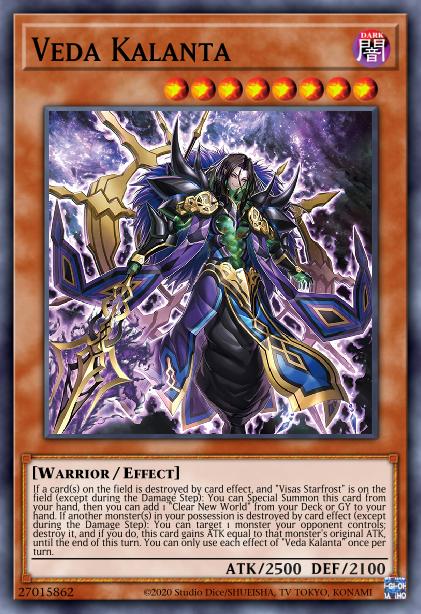 VEDA KALANTA
DARK
闇
[WARRIOR / EFFECT]
If a card(s) on the field is destroyed by card effect, and "Visas Starfrost" is on
the field (except during the Damage Step): You can Special Summon this card from
your hand, then you can add 1 "Clear New World" from your Deck or GY to your
hand. If another monster(s) in your possession is destroyed by card effect (except
during the Damage Step): You can target 1 monster your opponent controls;
destroy it, and if you do, this card gains ATK equal to that monster's original ATK,
until the end of this turn. You can only use each effect of "Veda Kalanta" once per
turn.
ATK/2500 DEF/2100
27015862 ©2020 Studio Dice/SHUEISHA, TV TOKYO, KONAMI